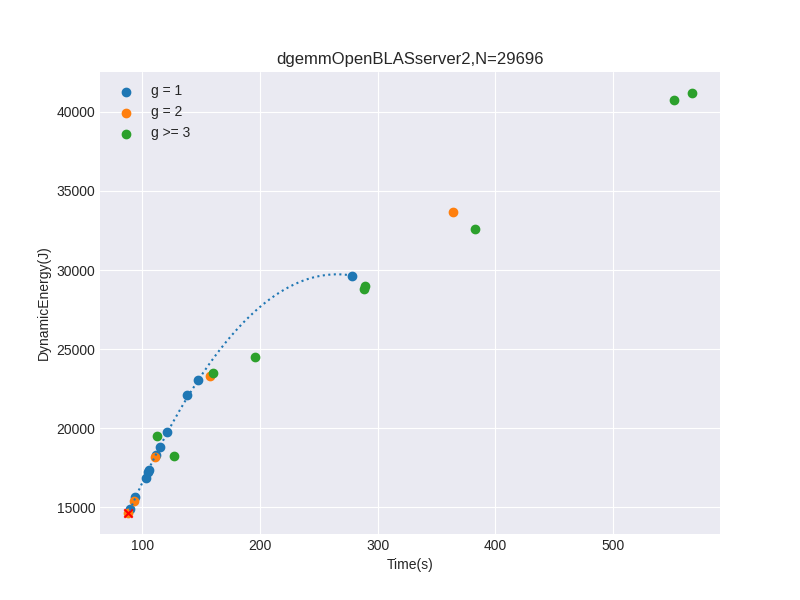 dgemmOpenBLASserver2,N=29696
g = 1
g = 2
g >= 3
40000
35000
30000
25000
20000
15000
DynamicEnergy(J)
100 200 300 400 500
Time(s)